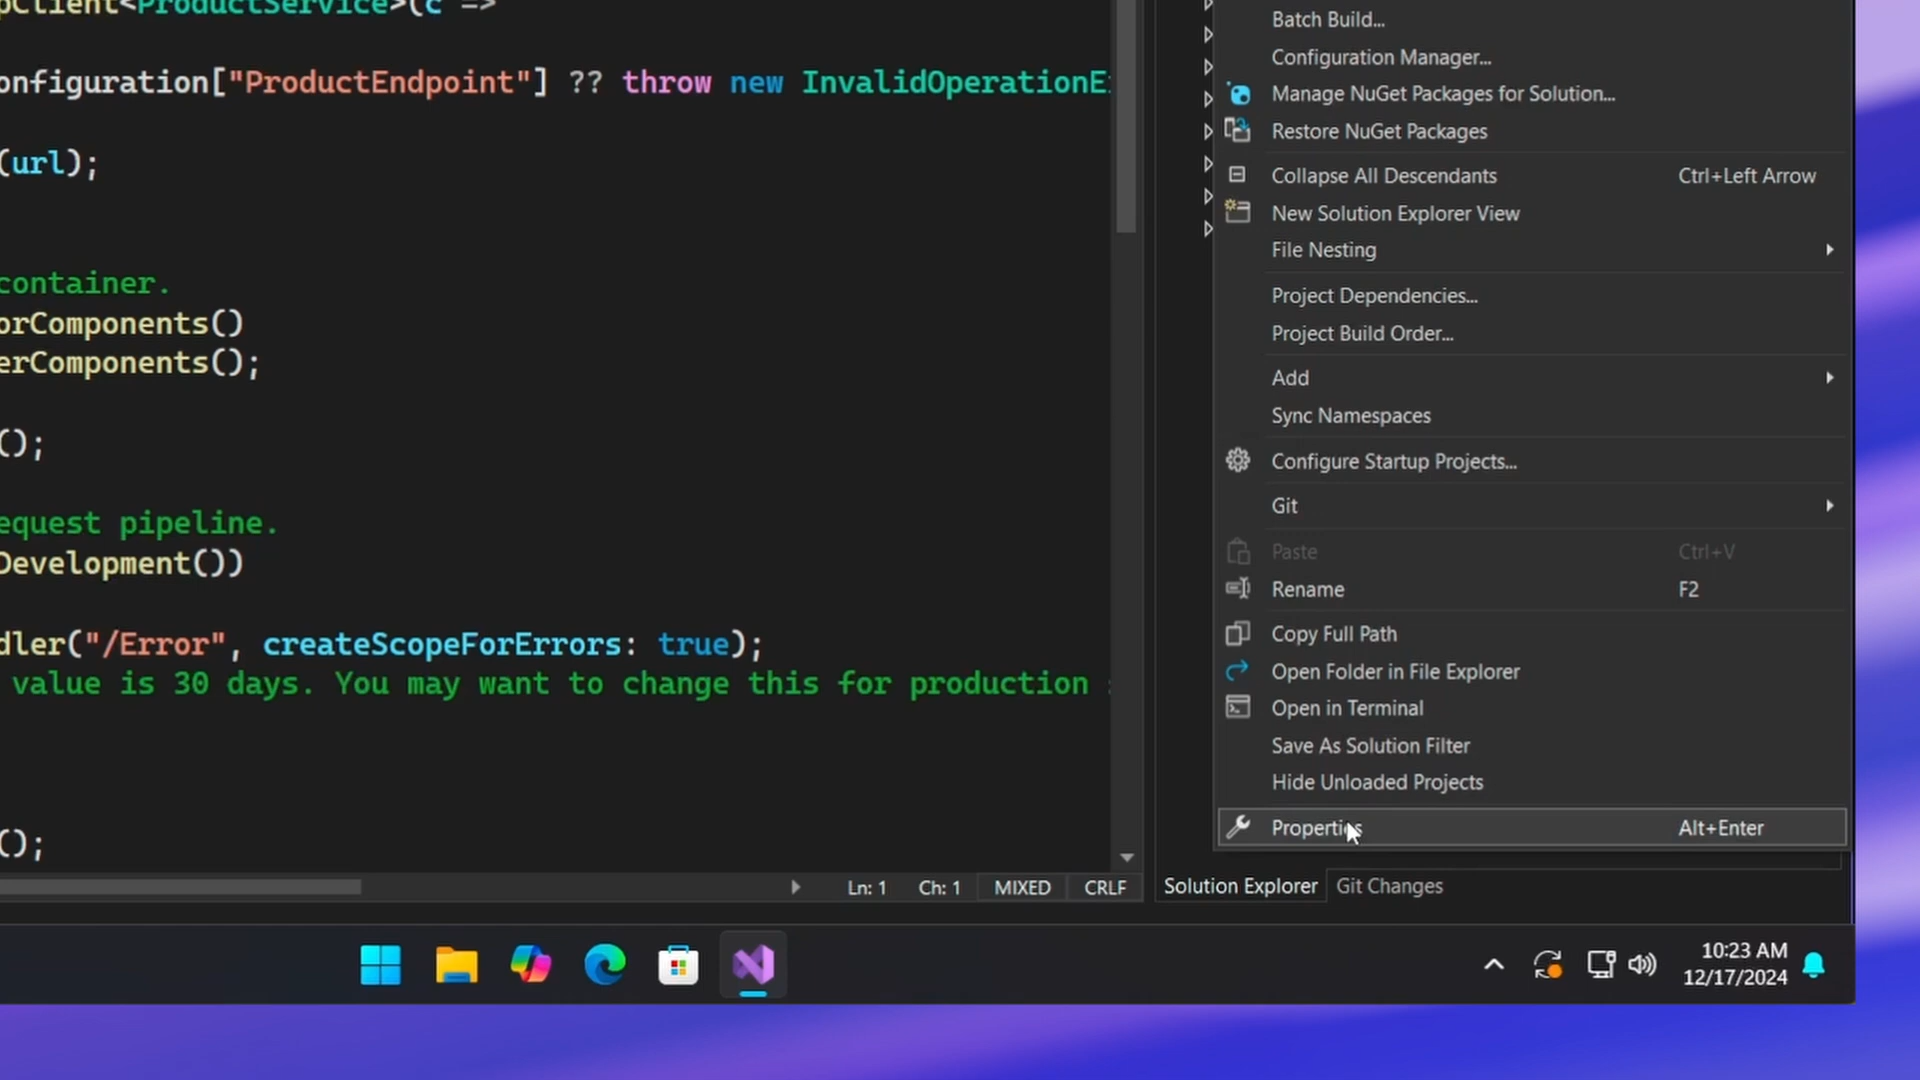 pClient<ProductService>(c =>
onfiguration["ProductEndpoint"] ?? throw new InvalidOperationE
(url);
container.
orComponents()
erComponents();
();
equest pipeline.
Development())
dler("/Error", createScopeForErrors: true);
value is 30 days. You may want to change this for production
();
Ln: 1 Ch: 1 MIXED CRLF
Batch Build...
Configuration Manager...
Manage NuGet Packages for Solution...
Restore NuGet Packages
Collapse All Descendants Ctrl+Left Arrow
New Solution Explorer View
File Nesting
Project Dependencies...
Project Build Order...
Add
Sync Namespaces
Configure Startup Projects...
Git
Paste Ctrl+V
Rename F2
Copy Full Path
Open Folder in File Explorer
Open in Terminal
Save As Solution Filter
Hide Unloaded Projects
Properties Alt+Enter
Solution Explorer Git Changes
10:23 AM
12/17/2024